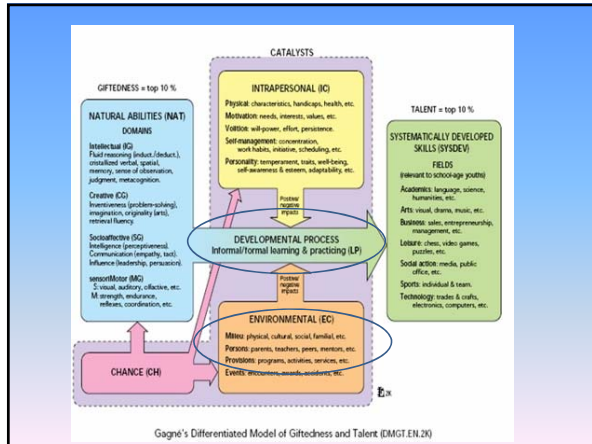 CATALYSTS
GIFTEDNESS = top 10 %
NATURAL ABILITIES (NAT)
DOMAINS
Intellectual (IG)
Fluid reasoning (induct./deduct.),
cristallized verbal, spatial,
memory, sense of observation,
judgment, metacognition.
Creative (CG)
Inventiveness (problem-solving),
imagination, originality (arts),
retrieval fluency.
Socioaffective (SG)
Intelligence (perceptiveness).
Communication (empathy, tact).
Influence (leadership, persuasion).
sensoriMotor (MG)
S: visual, auditory, olfactive, etc.
M: strength, endurance,
reflexes, coordination, etc.
CHANCE (CH)
INTRAPERSONAL (IC)
Physical: characteristics, handicaps, health, etc.
Motivation: needs, interests, values, etc.
Volition: will-power, effort, persistence.
Self-management: concentration,
work habits, initiative, scheduling, etc.
Personality: temperament, traits, well-being,
self-awareness & esteem, adaptability, etc.
Positive/
negative
impacts
DEVELOPMENTAL PROCESS
Informal/formal learning & practicing (LP)
Positive/
negative
impacts
ENVIRONMENTAL (EC)
Milieu: physical, cultural, social, familial, etc.
Persons: parents, teachers, peers, mentors, etc.
Provisions: programs, activities, services, etc.
Events: encounters, awards, accidents, etc.
TALENT = top 10 %
SYSTEMATICALLY DEVELOPED
SKILLS (SYSDEV)
FIELDS
(relevant to school-age youths)
Academics: language, science,
humanities, etc.
Arts: visual, drama, music, etc.
Business: sales, entrepreneurship,
management, etc.
Leisure: chess, video games,
puzzles, etc.
Social action: media, public
office, etc.
Sports: individual & team.
Technology: trades & crafts,
electronics, computers, etc.
2K
Gagné's Differentiated Model of Giftedness and Talent (DMGT.EN.2K)